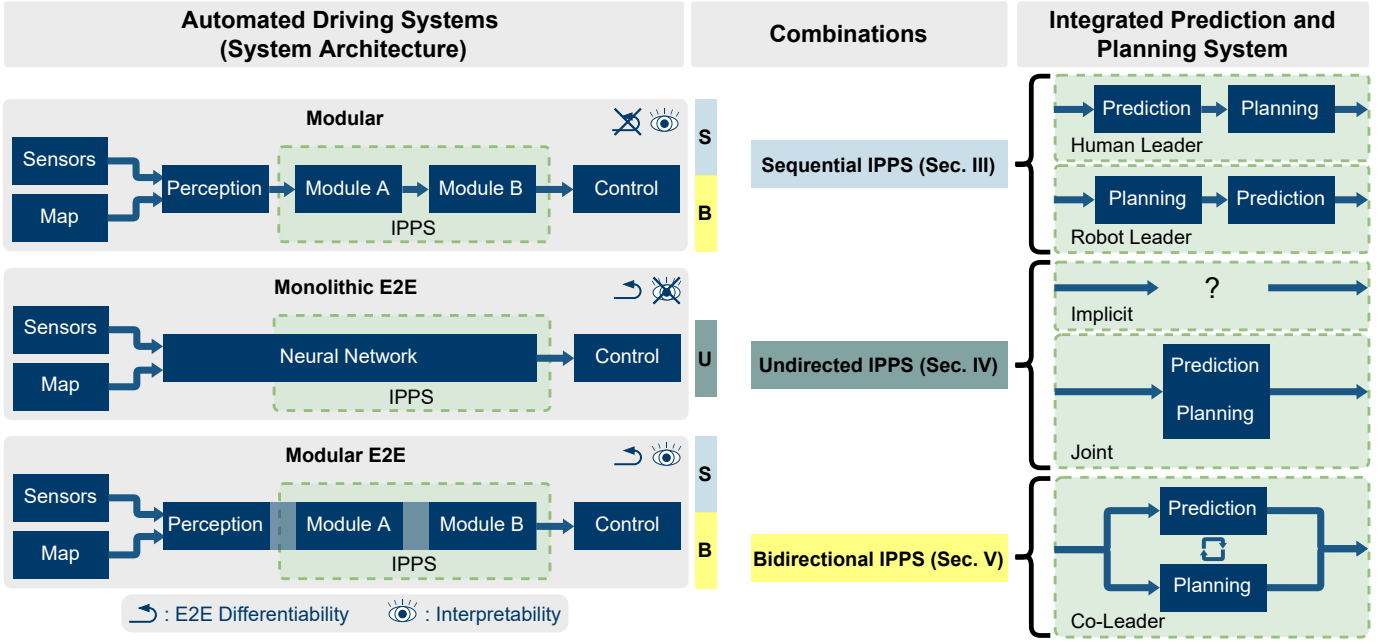 Automated Driving Systems
(System Architecture)
Combinations
Integrated Prediction and
Planning System
Modular
Sensors
Map
Perception
Module A
Module B
Control
IPPS
S
B
Monolithic E2E
Sensors
Map
Neural Network
Control
IPPS
U
Modular E2E
Sensors
Map
Perception
Module A
Module B
Control
IPPS
S
B
: E2E Differentiability
: Interpretability
Sequential IPPS (Sec. III)
Undirected IPPS (Sec. IV)
Bidirectional IPPS (Sec. V)
Prediction
Planning
Human Leader
Planning
Prediction
Robot Leader
?
Implicit
Prediction
Planning
Joint
Prediction
Planning
Co-Leader